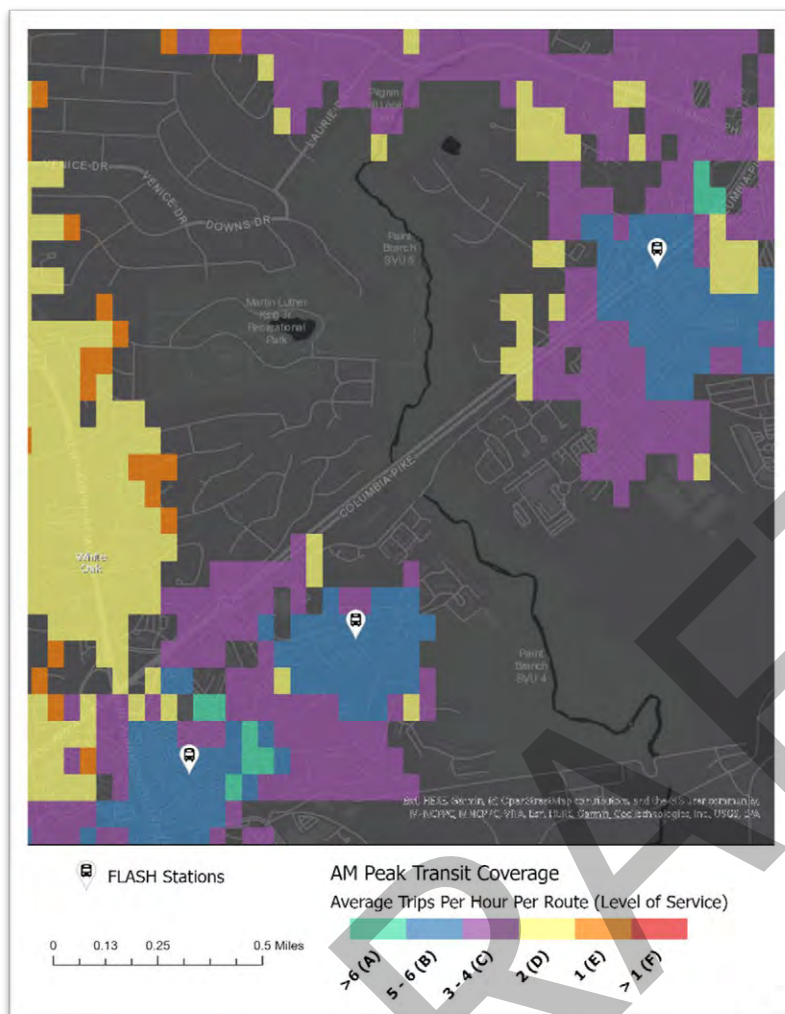 LAURIE
VENICE DR
VENICE-DR
DOWNS-DR
Paint
Branch
Martin Luther
King Jr.
Recreational
Park
COLUMBIA-PIKE
White
Oak
Paint
Branch
SVU 4
FLASH Stations
AM Peak Transit Coverage
Average Trips Per Hour Per Route (Level of Service)
>6 (A)
5 - 6 (B)
3 - 4 (C)
2 (D)
1 (E)
> 1 (F)
0 0.13 0.25 0.5 Miles